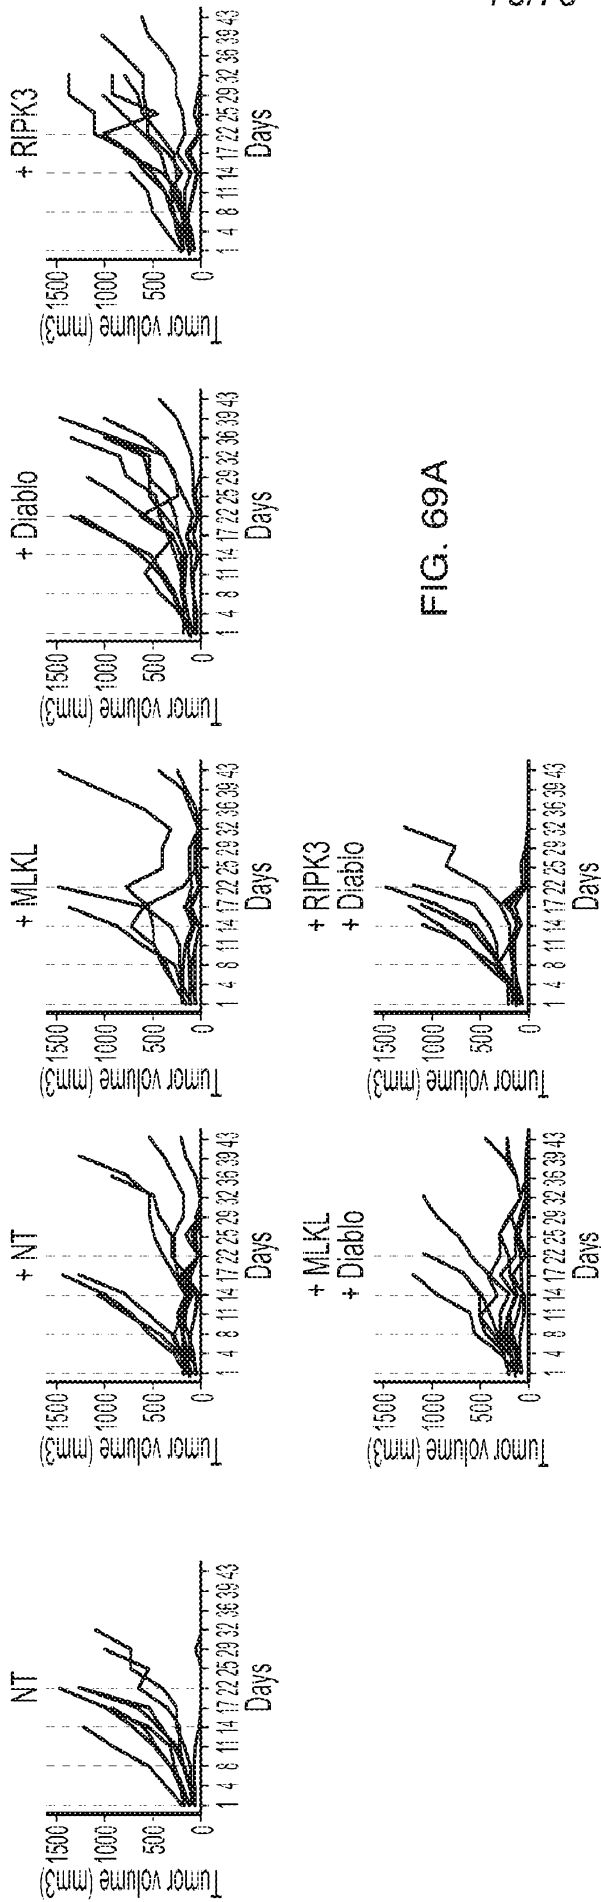 NT
Tumor volume (mm3)
1500
1000
500
0
1 4 8 11 14 17 22 25 29 32 36 39 43
Days
+ NT
Tumor volume (mm3)
1500
1000
500
0
1 4 8 11 14 17 22 25 29 32 36 39 43
Days
+ MLKL
Tumor volume (mm3)
1500
1000
500
0
1 4 8 11 14 17 22 25 29 32 36 39 43
Days
+ Diablo
Tumor volume (mm3)
1500
1000
500
0
1 4 8 11 14 17 22 25 29 32 36 39 43
Days
+ RIPK3
Tumor volume (mm3)
1500
1000
500
0
1 4 8 11 14 17 22 25 29 32 36 39 43
Days
+ MLKL
+ Diablo
Tumor volume (mm3)
1500
1000
500
0
1 4 8 11 14 17 22 25 29 32 36 39 43
Days
+ RIPK3
+ Diablo
Tumor volume (mm3)
1500
1000
500
0
1 4 8 11 14 17 22 25 29 32 36 39 43
Days
FIG. 69A